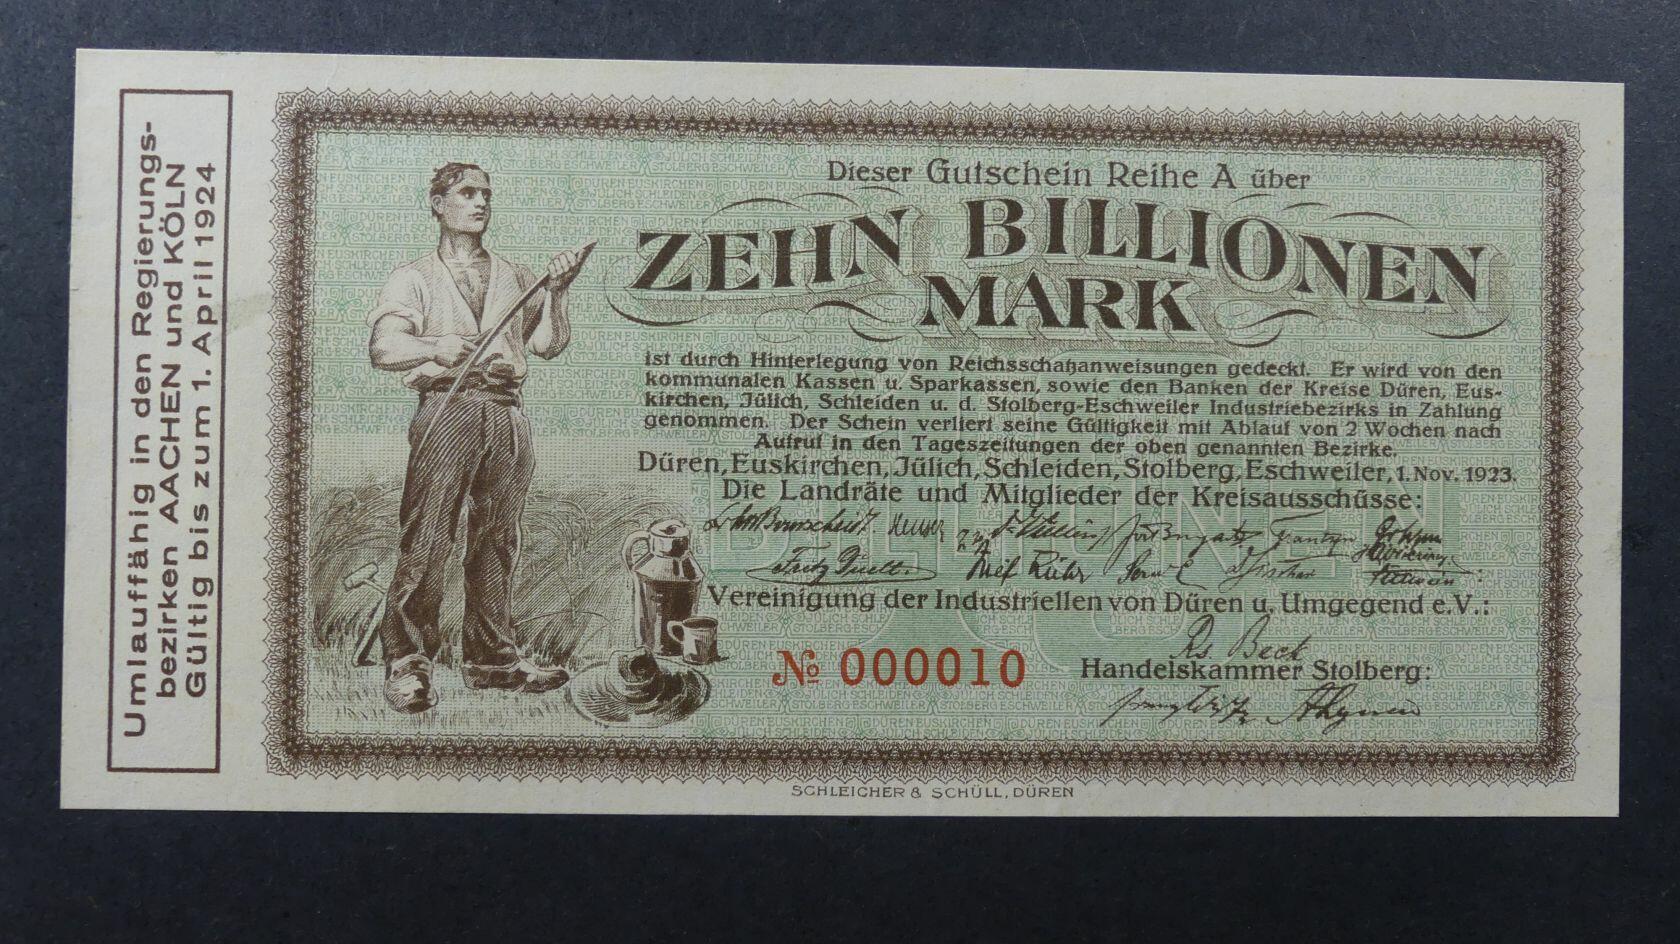 Umlauffähig in den Regierungs-
bezirken AACHEN und KÖLN
Gültig bis zum 1. April 1924
Dieser Gutschein Reihe A über
ZEHN BILLIONEN
MARK
ist durch Hinterlegung von Reichsschatzanweisungen gedeckt. Er wird von den
kommunalen Kassen u. Sparkassen, sowie den Banken der Kreise Düren, Eus-
kirchen, Jülich, Schleiden u. d. Stolberg-Eschweiler Industriebezirks in Zahlung
genommen. Der Schein verliert seine Gültigkeit mit Ablauf von 2 Wochen nach
Aufruf in den Tageszeitungen der oben genannten Bezirke.
Düren, Euskirchen, Jülich, Schleiden, Stolberg, Eschweiler, 1. Nov. 1923.
Die Landräte und Mitglieder der Kreisausschüsse:
Vereinigung der Industriellen von Düren u. Umgegend e.V.:
Beck
№ 000010
Handelskammer Stolberg:
SCHLEICHER & SCHÜLL, DÜREN